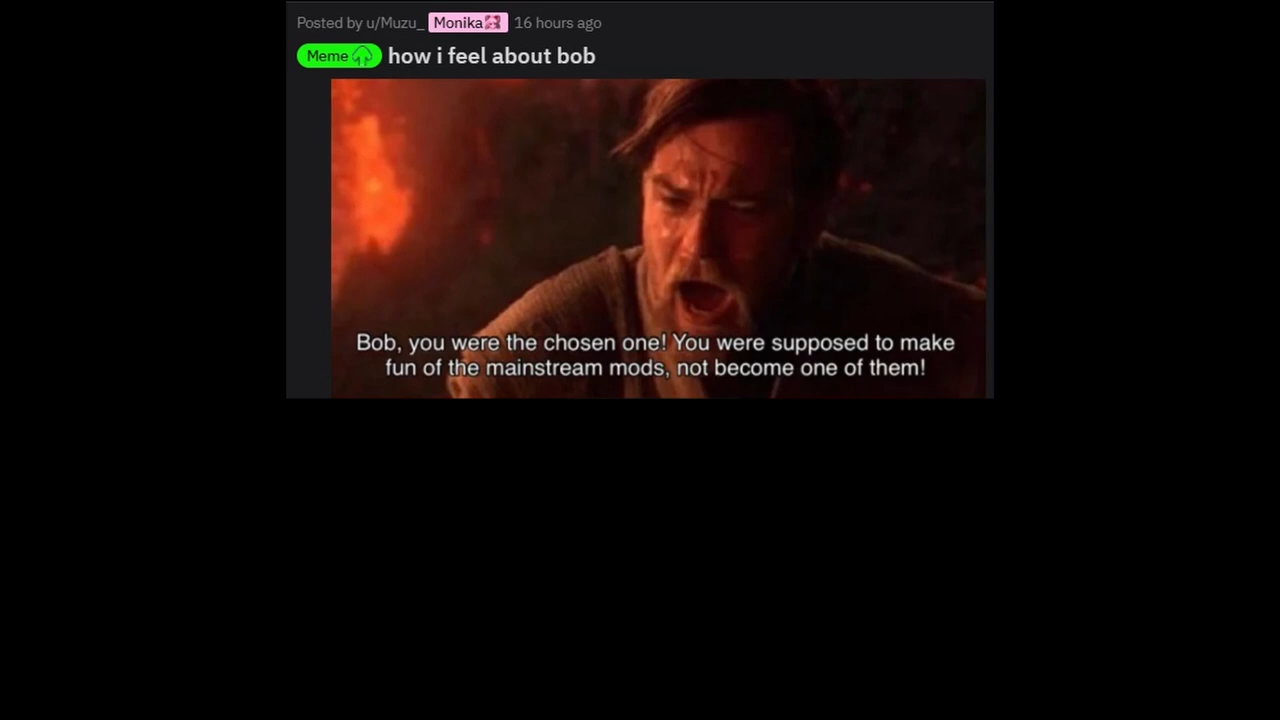 Posted by u/Muzu_ Monika 16 hours ago
Meme how i feel about bob
Bob, you were the chosen one! You were supposed to make
fun of the mainstream mods, not become one of them!